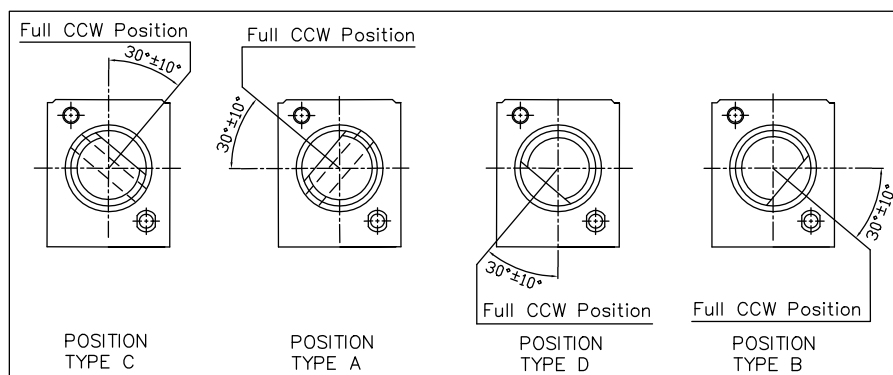 Full CCW Position
30°±10°
POSITION
TYPE C
Full CCW Position
30°±10°
POSITION
TYPE A
30°±10°
Full CCW Position
POSITION
TYPE D
30°±10°
Full CCW Position
POSITION
TYPE B